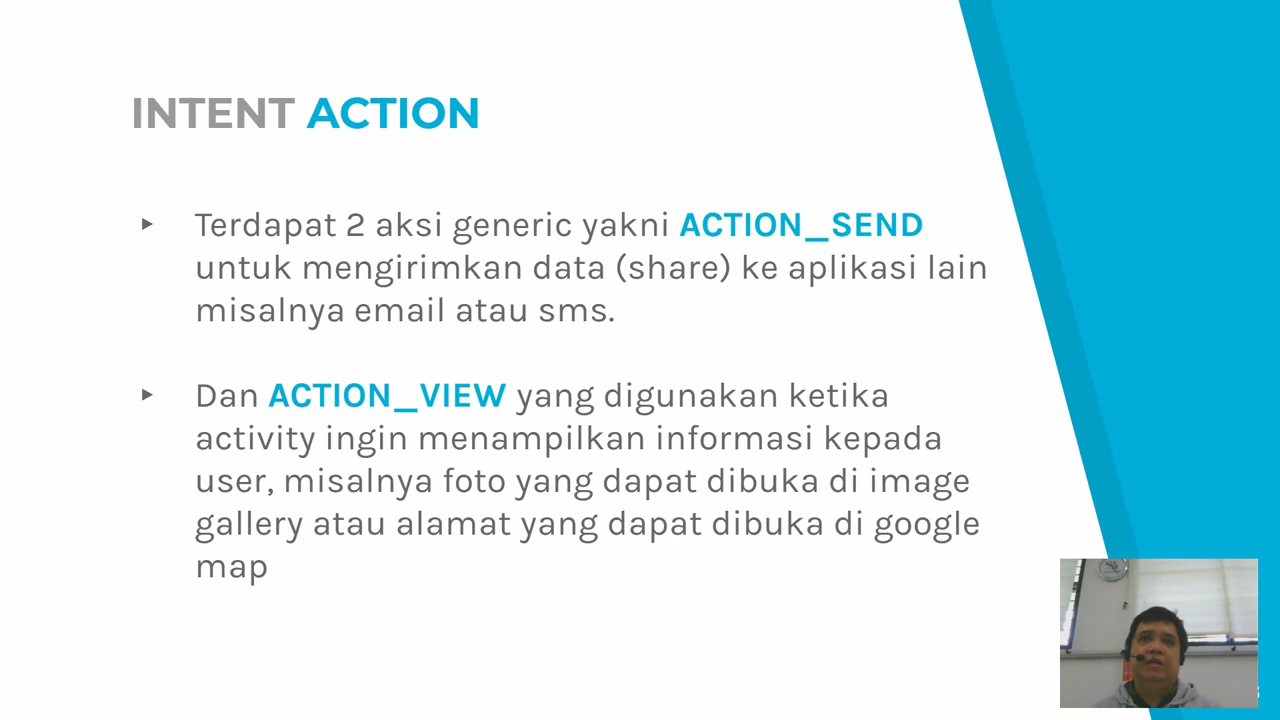 INTENT ACTION
Terdapat 2 aksi generic yakni ACTION_SEND
untuk mengirimkan data (share) ke aplikasi lain
misalnya email atau sms.
Dan ACTION_VIEW yang digunakan ketika
activity ingin menampilkan informasi kepada
user, misalnya foto yang dapat dibuka di image
gallery atau alamat yang dapat dibuka di google
map